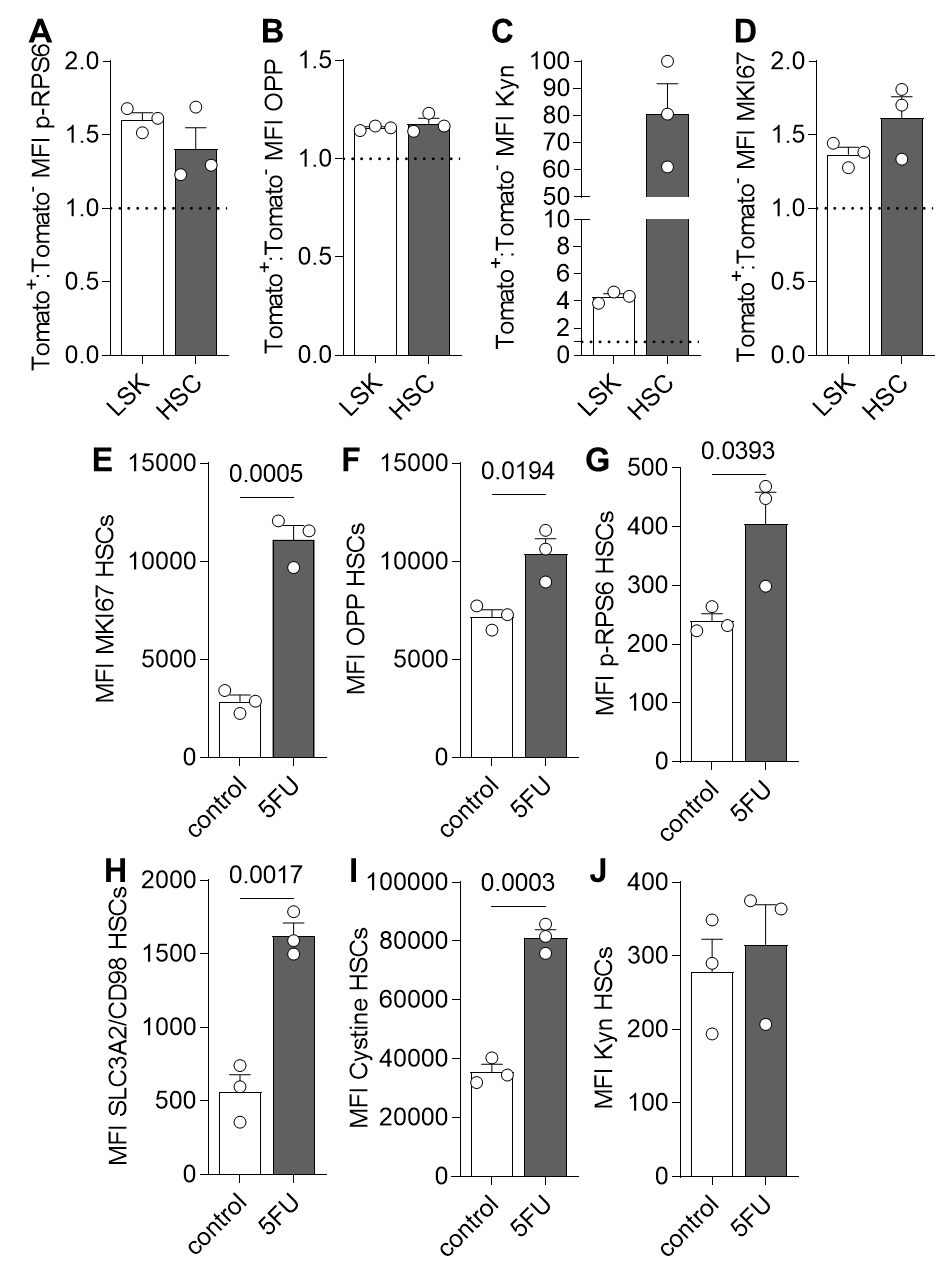 A
Tomato⁺:Tomato⁻ MFI p-RPS6
2.0
1.5
1.0
0.5
0.0
LSK
HSC
B
Tomato⁺:Tomato⁻ MFI OPP
1.5
1.0
0.5
0.0
LSK
HSC
C
Tomato⁺:Tomato⁻ MFI Kyn
100
90
80
70
60
50
10
8
6
4
2
0
LSK
HSC
D
Tomato⁺:Tomato⁻ MFI MKI67
2.0
1.5
1.0
0.5
0.0
LSK
HSC
E
MFI MKI67 HSCs
15000
10000
5000
0
0.0005
control
5FU
F
MFI OPP HSCs
15000
10000
5000
0
0.0194
control
5FU
G
MFI p-RPS6 HSCs
500
400
300
200
100
0
0.0393
control
5FU
H
MFI SLC3A2/CD98 HSCs
2000
1500
1000
500
0
0.0017
control
5FU
I
MFI Cystine HSCs
100000
80000
60000
40000
20000
0
0.0003
control
5FU
J
MFI Kyn HSCs
400
300
200
100
0
control
5FU